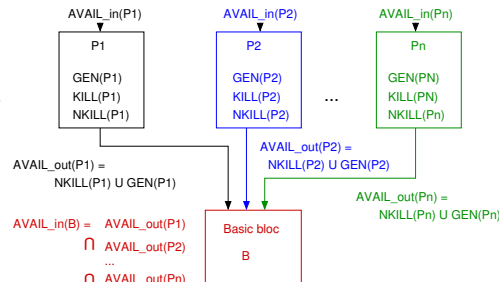 AVAIL_in(P1)
AVAIL_in(P2)
AVAIL_in(Pn)
P1
P2
Pn
GEN(P1)
KILL(P1)
NKILL(P1)
GEN(P2)
KILL(P2)
NKILL(P2)
...
GEN(PN)
KILL(PN)
NKILL(Pn)
AVAIL_out(P1) =
NKILL(P1) U GEN(P1)
AVAIL_out(P2) =
NKILL(P2) U GEN(P2)
AVAIL_out(Pn) =
NKILL(Pn) U GEN(Pn)
AVAIL_in(B) = AVAIL_out(P1)
∩ AVAIL_out(P2)
...
∩ AVAIL_out(Pn)
Basic bloc
B